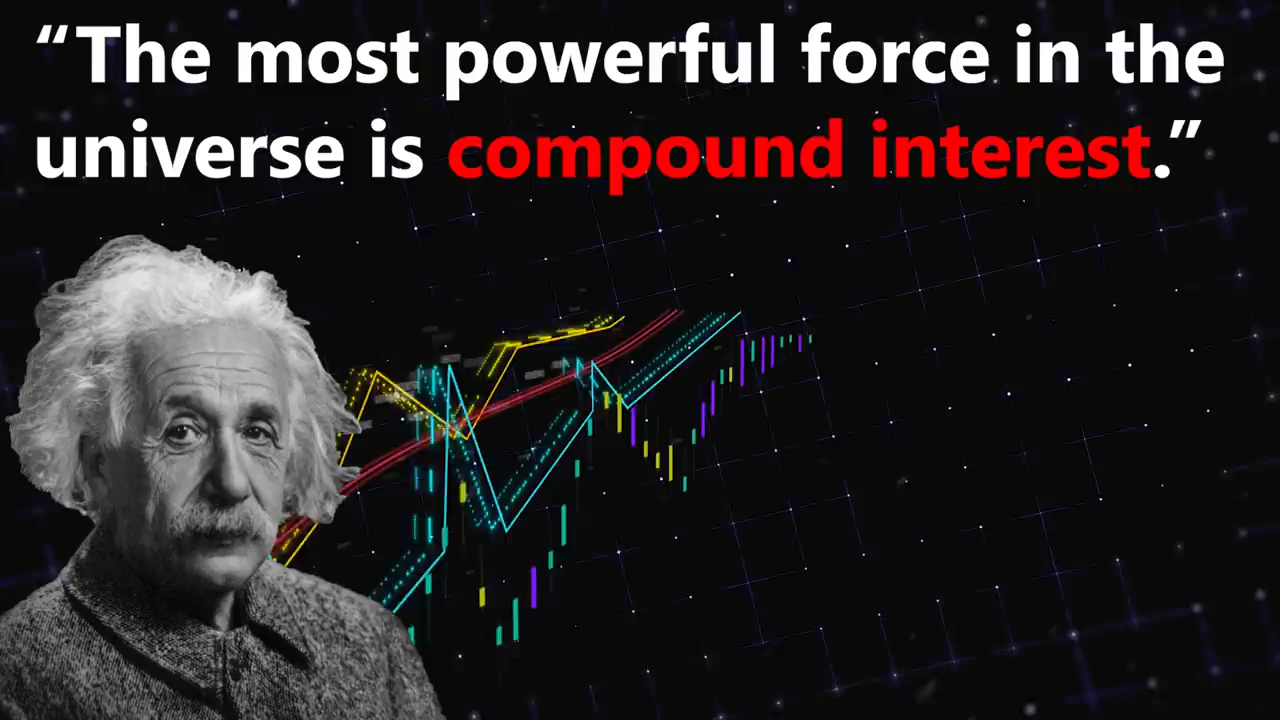 “The most powerful force in the
universe is compound interest.”